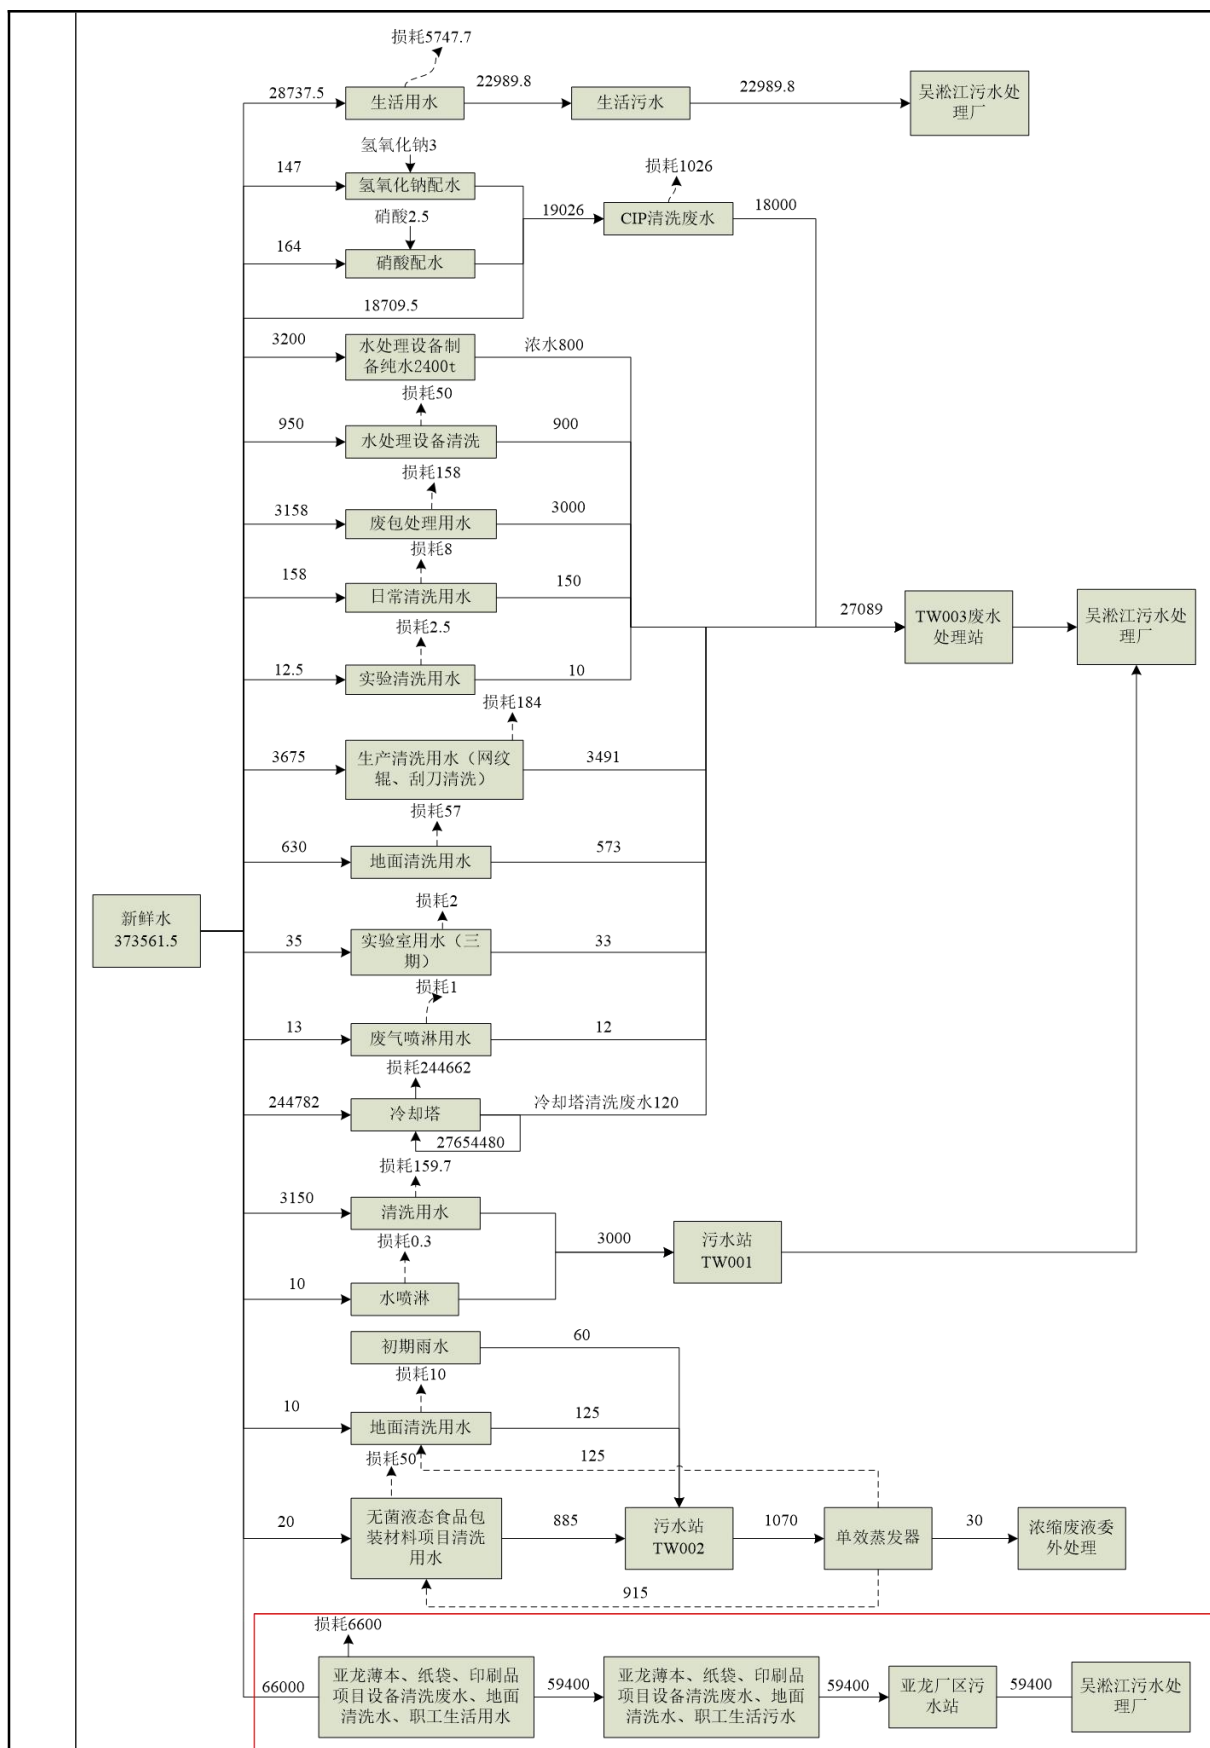 损耗5747.7
28737.5
生活用水
22989.8
生活污水
22989.8
吴淞江污水处
理厂
氢氧化钠3
147
氢氧化钠配水
硝酸2.5
164
硝酸配水
18709.5
19026
损耗1026
CIP清洗废水
18000
3200
水处理设备制
备纯水2400t
浓水800
损耗50
950
水处理设备清洗
900
损耗158
3158
废包处理用水
3000
损耗8
158
日常清洗用水
150
损耗2.5
12.5
实验清洗用水
10
27089
TW003废水
处理站
吴淞江污水处
理厂
损耗184
3675
生产清洗用水（网纹
辊、刮刀清洗）
3491
损耗57
630
地面清洗用水
573
新鲜水
373561.5
损耗2
35
实验室用水（三
期）
33
损耗1
13
废气喷淋用水
12
损耗244662
244782
冷却塔
冷却塔清洗废水120
27654480
损耗159.7
3150
清洗用水
3000
污水站
TW001
损耗0.3
10
水喷淋
初期雨水
60
损耗10
10
地面清洗用水
125
125
损耗50
20
无菌液态食品包
装材料项目清洗
用水
885
污水站
TW002
1070
单效蒸发器
30
浓缩废液委
外处理
915
损耗6600
66000
亚龙薄本、纸袋、印刷品
项目设备清洗废水、地面
清洗水、职工生活用水
59400
亚龙薄本、纸袋、印刷品
项目设备清洗废水、地面
清洗水、职工生活污水
59400
亚龙厂区污
水站
59400
吴淞江污水处
理厂